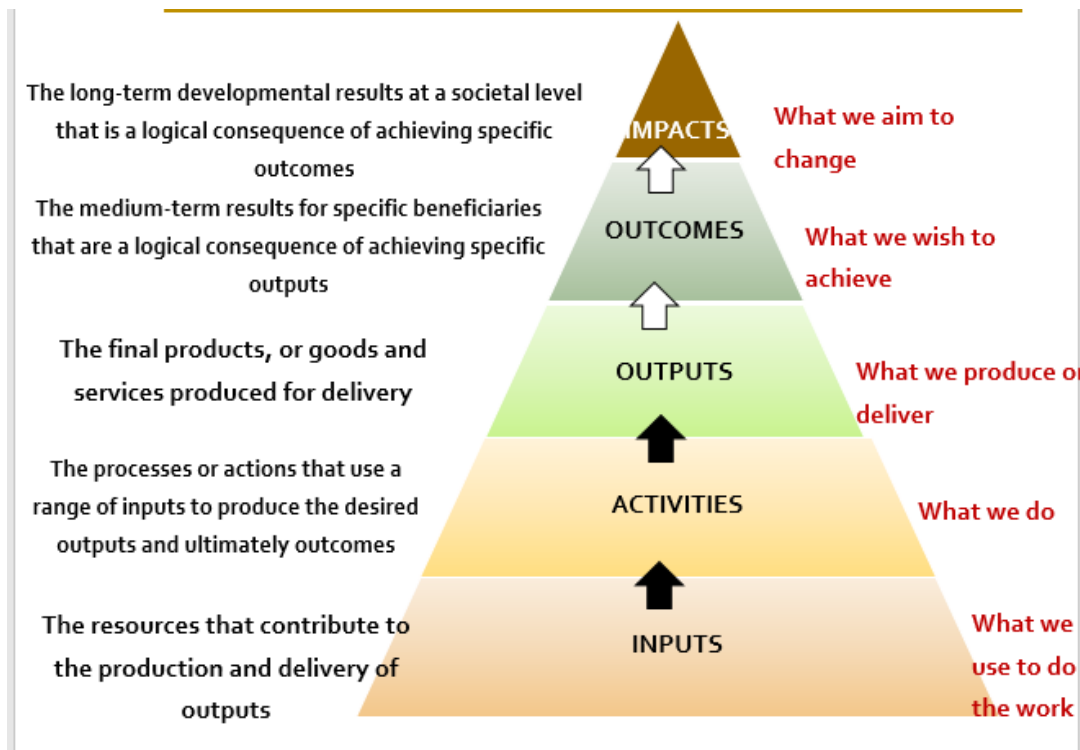 The long-term developmental results at a societal level
that is a logical consequence of achieving specific
outcomes
IMPACTS
What we aim to
change
The medium-term results for specific beneficiaries
that are a logical consequence of achieving specific
outputs
OUTCOMES
What we wish to
achieve
The final products, or goods and
services produced for delivery
OUTPUTS
What we produce or
deliver
The processes or actions that use a
range of inputs to produce the desired
outputs and ultimately outcomes
ACTIVITIES
What we do
The resources that contribute to
the production and delivery of
outputs
INPUTS
What we
use to do
the work